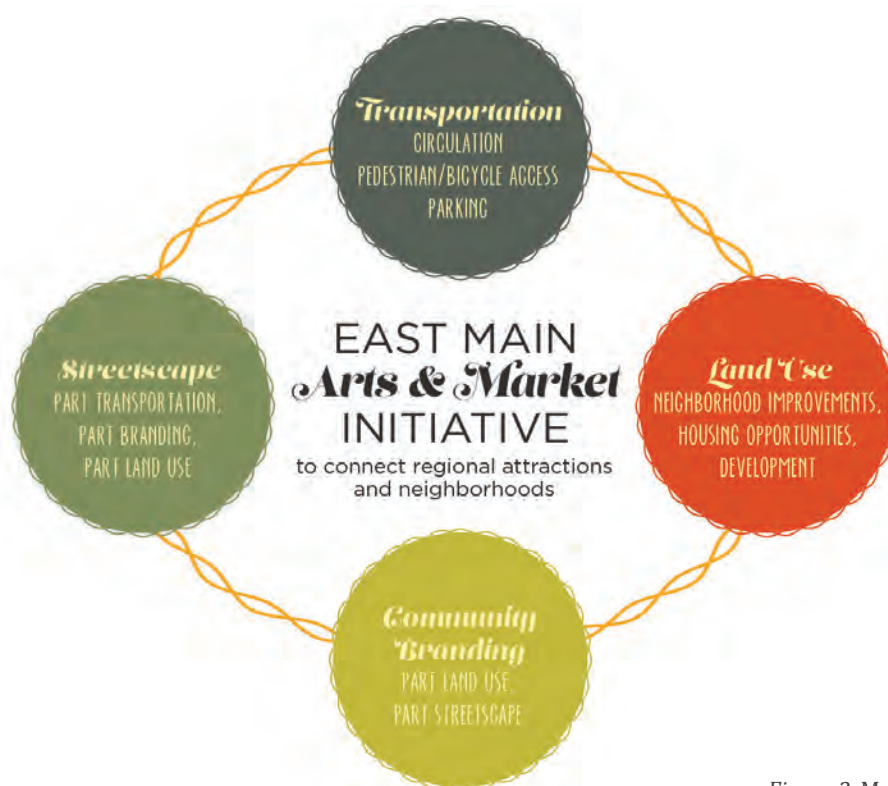 Transportation
CIRCULATION
PEDESTRIAN/BICYCLE ACCESS
PARKING
Streetscape
PART TRANSPORTATION,
PART BRANDING,
PART LAND USE
EAST MAIN
Arts & Market
INITIATIVE
to connect regional attractions
and neighborhoods
Land Use
NEIGHBORHOOD IMPROVEMENTS,
HOUSING OPPORTUNITIES,
DEVELOPMENT
Community
Branding
PART LAND USE
PART STREETSCAPE